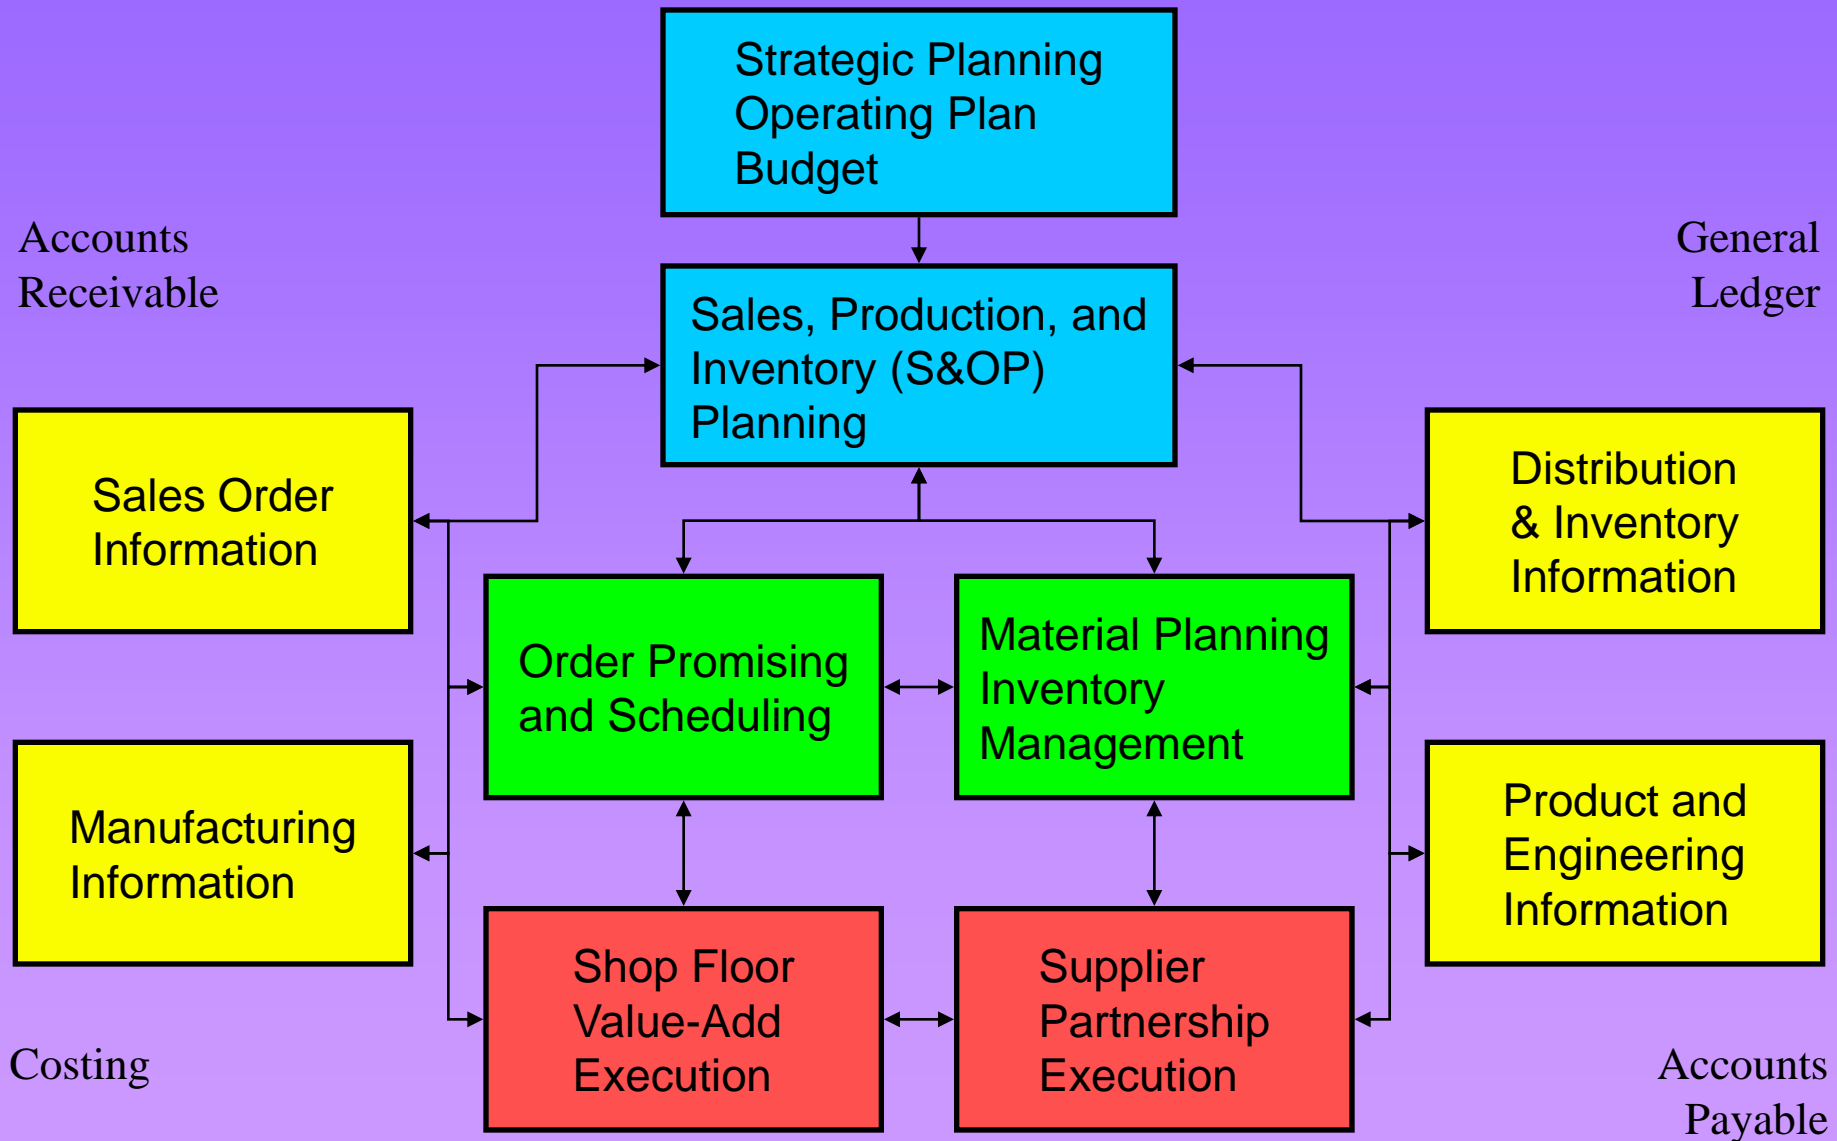 Strategic Planning
Operating Plan
Budget
Accounts
Receivable
General
Ledger
Sales, Production, and
Inventory (S&OP)
Planning
Sales Order
Information
Distribution
& Inventory
Information
Order Promising
and Scheduling
Material Planning
Inventory
Management
Manufacturing
Information
Product and
Engineering
Information
Shop Floor
Value-Add
Execution
Supplier
Partnership
Execution
Costing
Accounts
Payable